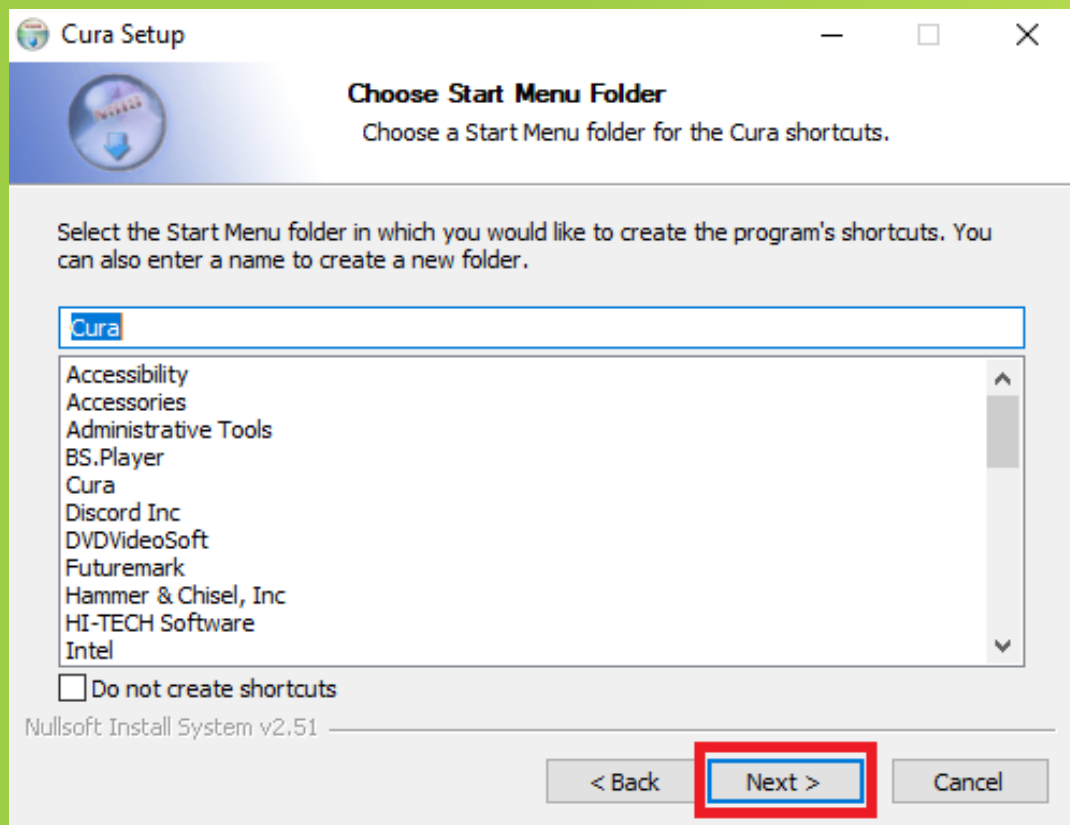 Cura Setup
Choose Start Menu Folder
Choose a Start Menu folder for the Cura shortcuts.
Select the Start Menu folder in which you would like to create the program's shortcuts. You
can also enter a name to create a new folder.
Cura
Accessibility
Accessories
Administrative Tools
BS.Player
Cura
Discord Inc
DVDVideoSoft
Futuremark
Hammer & Chisel, Inc
HI-TECH Software
Intel
Do not create shortcuts
Nullsoft Install System v2.51
< Back
Next >
Cancel